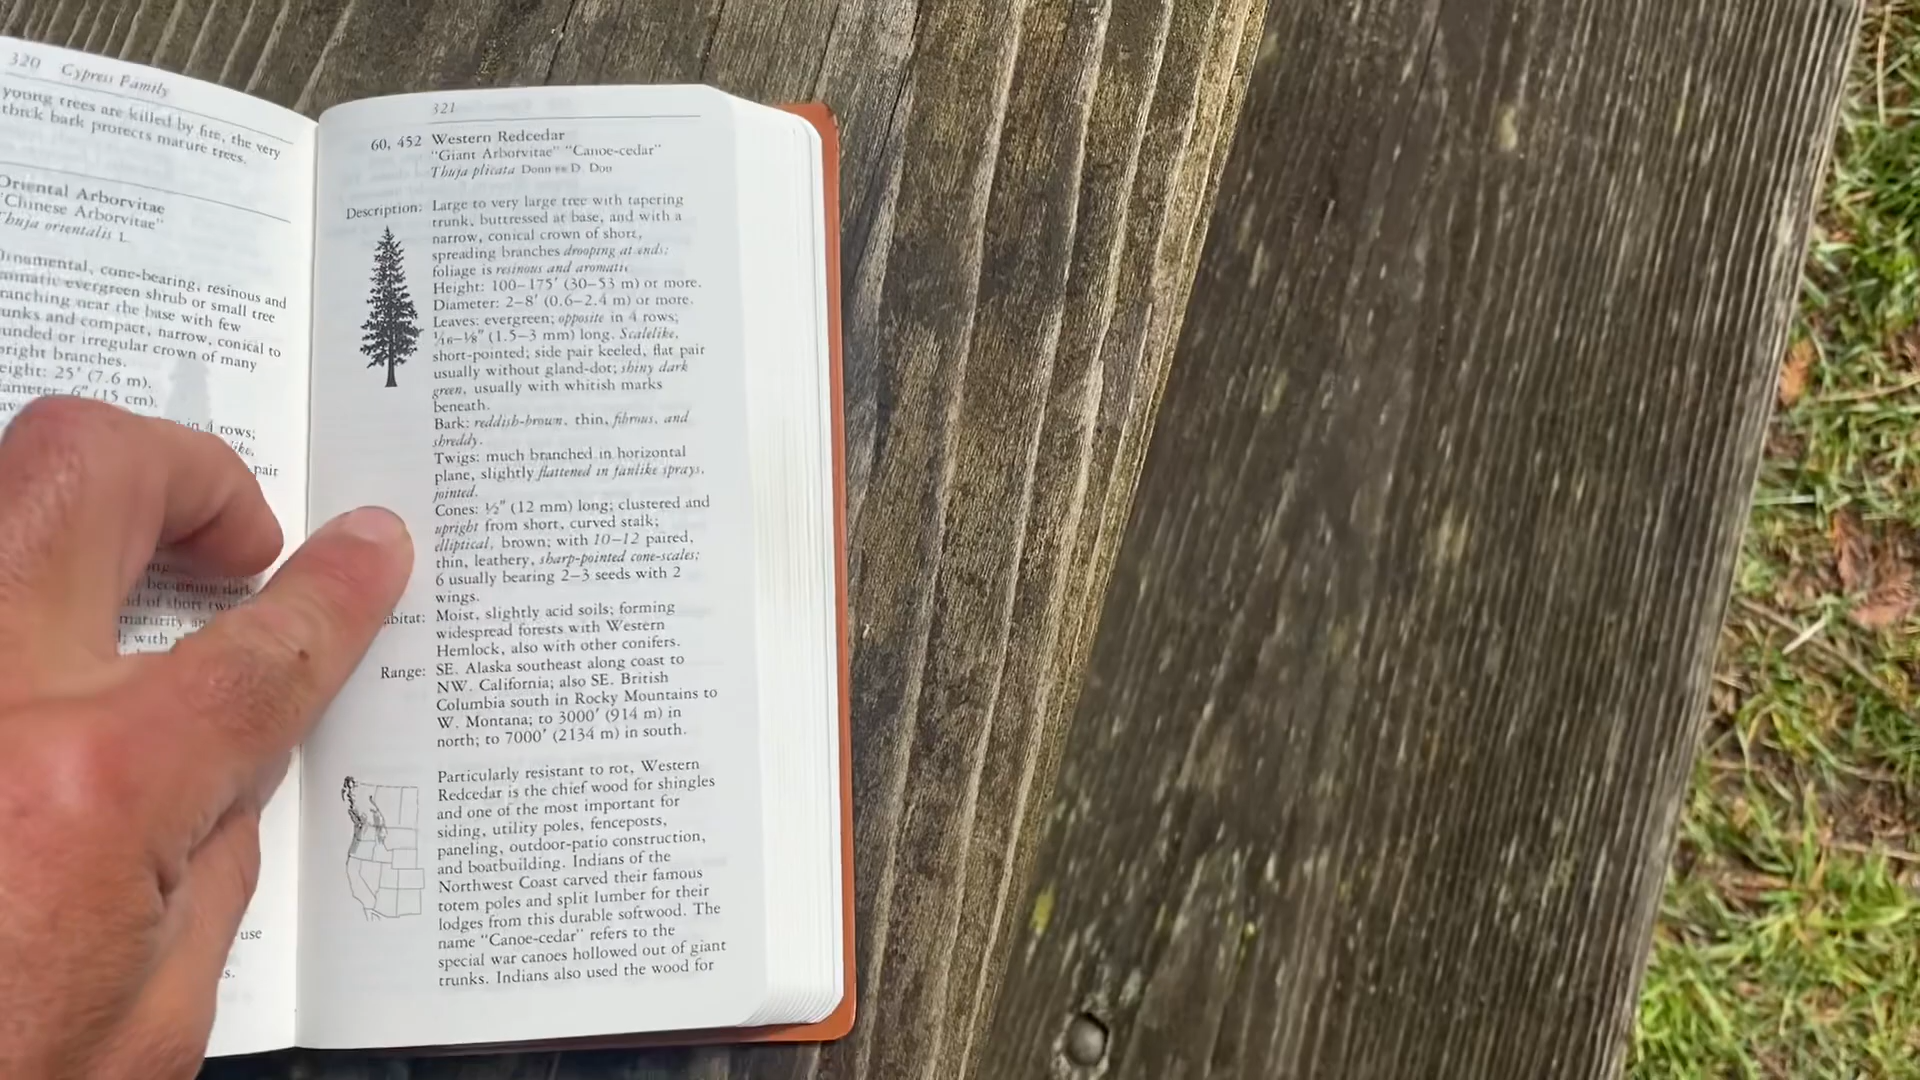 320 Cypress Family
young trees are killed by fire, the very
thick bark protects mature trees.
Oriental Arborvitae
"Chinese Arborvitae"
Thuja orientalis L.
Ornamental, cone-bearing, resinous and
aromatic evergreen shrub or small tree
branching near the base with few
trunks and compact, narrow, conical to
rounded or irregular crown of many
upright branches.
Height: 25' (7.6 m).
Diameter: 6" (15 cm).
in 4 rows;
pair
becoming dark
of short
maturity
with
use
321
60, 452 Western Redcedar
"Giant Arborvitae" "Canoe-cedar"
Thuja plicata Donn ex D. Don
Description: Large to very large tree with tapering
trunk, buttressed at base, and with a
narrow, conical crown of short,
spreading branches drooping at ends;
foliage is resinous and aromatic.
Height: 100–175' (30–53 m) or more.
Diameter: 2–8' (0.6–2.4 m) or more.
Leaves: evergreen; opposite in 4 rows;
1/16–1/8" (1.5–3 mm) long. Scalelike,
short-pointed; side pair keeled, flat pair
usually without gland-dot; shiny dark
green, usually with whitish marks
beneath.
Bark: reddish-brown, thin, fibrous, and
shreddy.
Twigs: much branched in horizontal
plane, slightly flattened in fanlike sprays,
jointed.
Cones: ½" (12 mm) long; clustered and
upright from short, curved stalk;
elliptical, brown; with 10–12 paired,
thin, leathery, sharp-pointed cone-scales;
6 usually bearing 2–3 seeds with 2
wings.
abitat: Moist, slightly acid soils; forming
widespread forests with Western
Hemlock, also with other conifers.
Range: SE. Alaska southeast along coast to
NW. California; also SE. British
Columbia south in Rocky Mountains to
W. Montana; to 3000' (914 m) in
north; to 7000' (2134 m) in south.
Particularly resistant to rot, Western
Redcedar is the chief wood for shingles
and one of the most important for
siding, utility poles, fenceposts,
paneling, outdoor-patio construction,
and boatbuilding. Indians of the
Northwest Coast carved their famous
totem poles and split lumber for their
lodges from this durable softwood. The
name "Canoe-cedar" refers to the
special war canoes hollowed out of giant
trunks. Indians also used the wood for